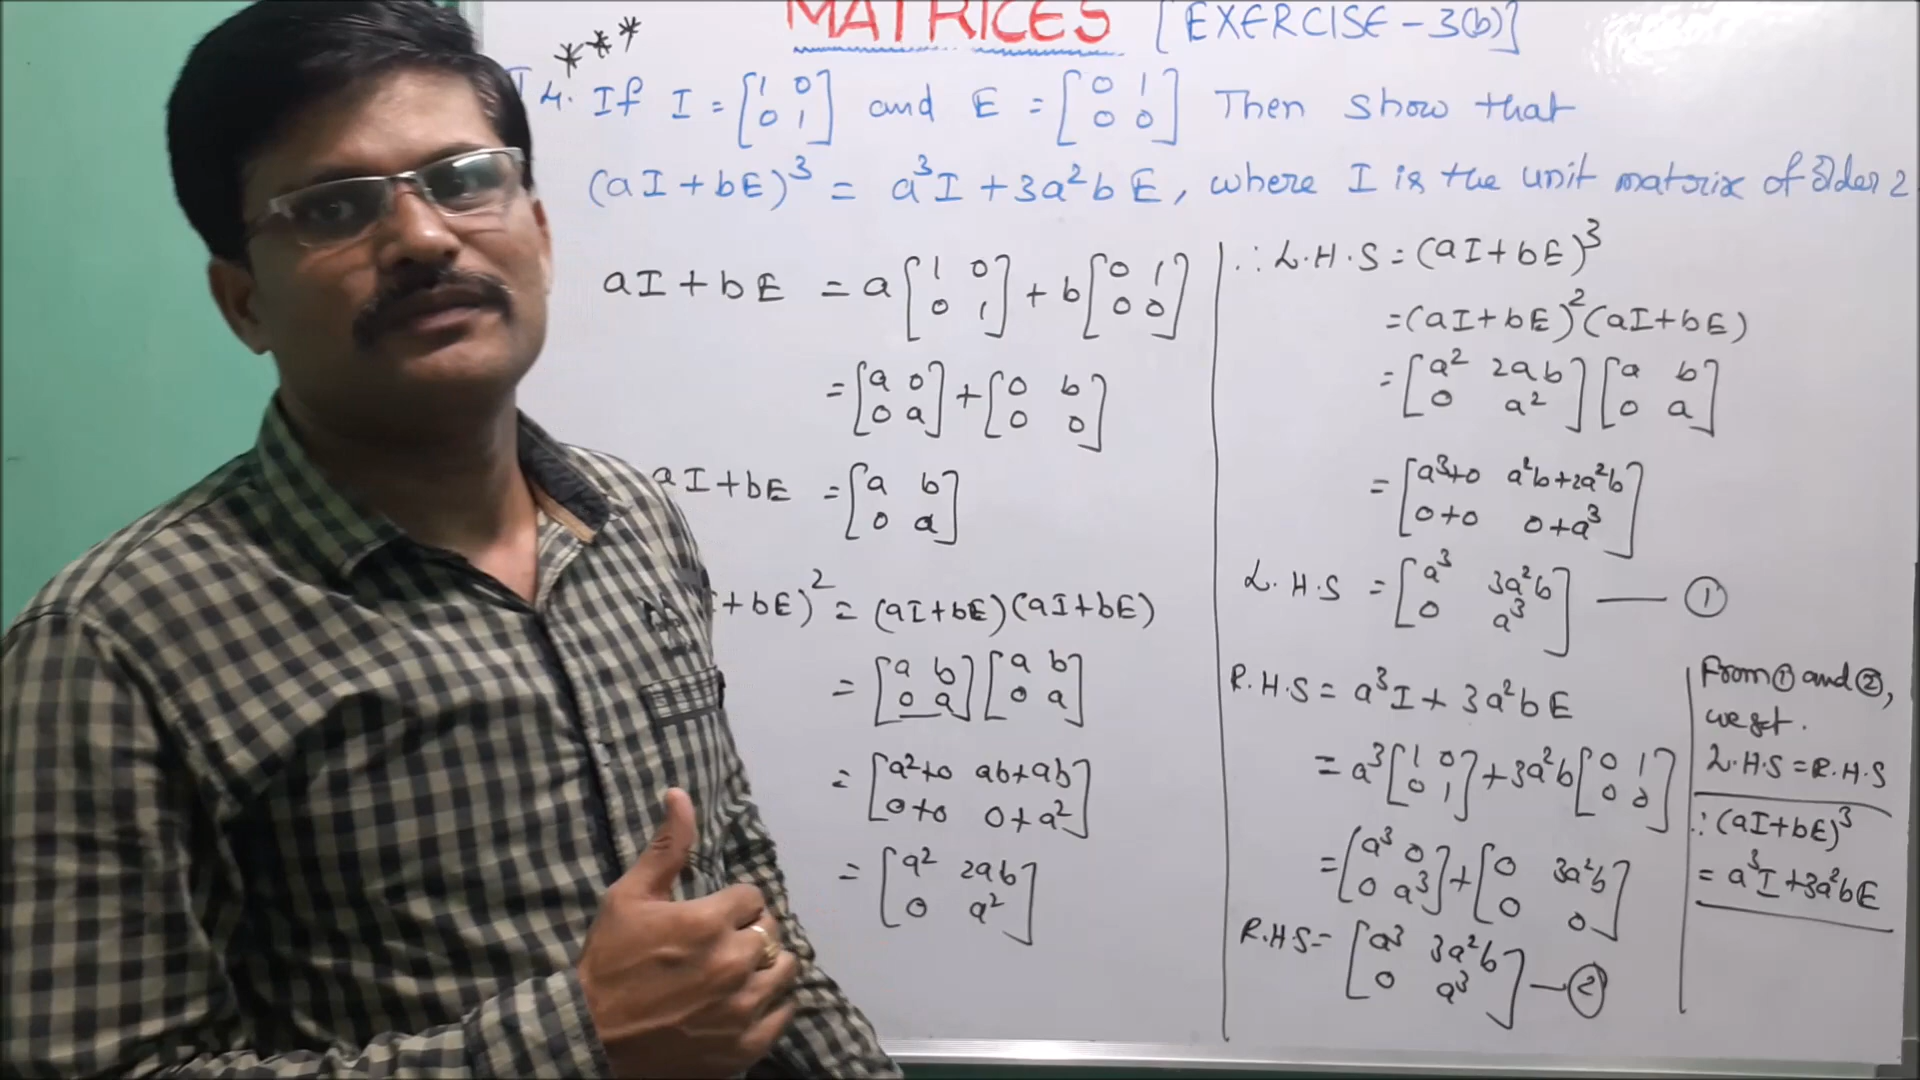 MATRICES [EXERCISE-3(b)]
***
I 4. If I = [1 0 0 1] and E = [0 1 0 0] Then show that
(aI+bE)³ = a³I+3a²bE, where I is the unit matrix of order 2
aI+bE = a[1 0 0 1] + b[0 1 0 0]
=[a 0 0 a]+[0 b 0 0]
aI+bE =[a b 0 a]
+bE)² = (aI+bE)(aI+bE)
= [a b 0 a][a b 0 a]
= [a²+0 ab+ab 0+0 0+a²]
= [a² 2ab 0 a²]
∴ L.H.S = (aI+bE)³
=(aI+bE)²(aI+bE)
= [a² 2ab 0 a²][a b 0 a]
= [a³+0 a²b+2a²b 0+0 0+a³]
L.H.S = [a³ 3a²b 0 a³] — ①
R.H.S = a³I+3a²bE
= a³[1 0 0 1]+3a²b[0 1 0 0]
=[a³ 0 0 a³]+[0 3a²b 0 0]
R.H.S= [a³ 3a²b 0 a³] —②
From ① and ②,
we get.
L.H.S = R.H.S
∴ (aI+bE)³
= a³I+3a²bE